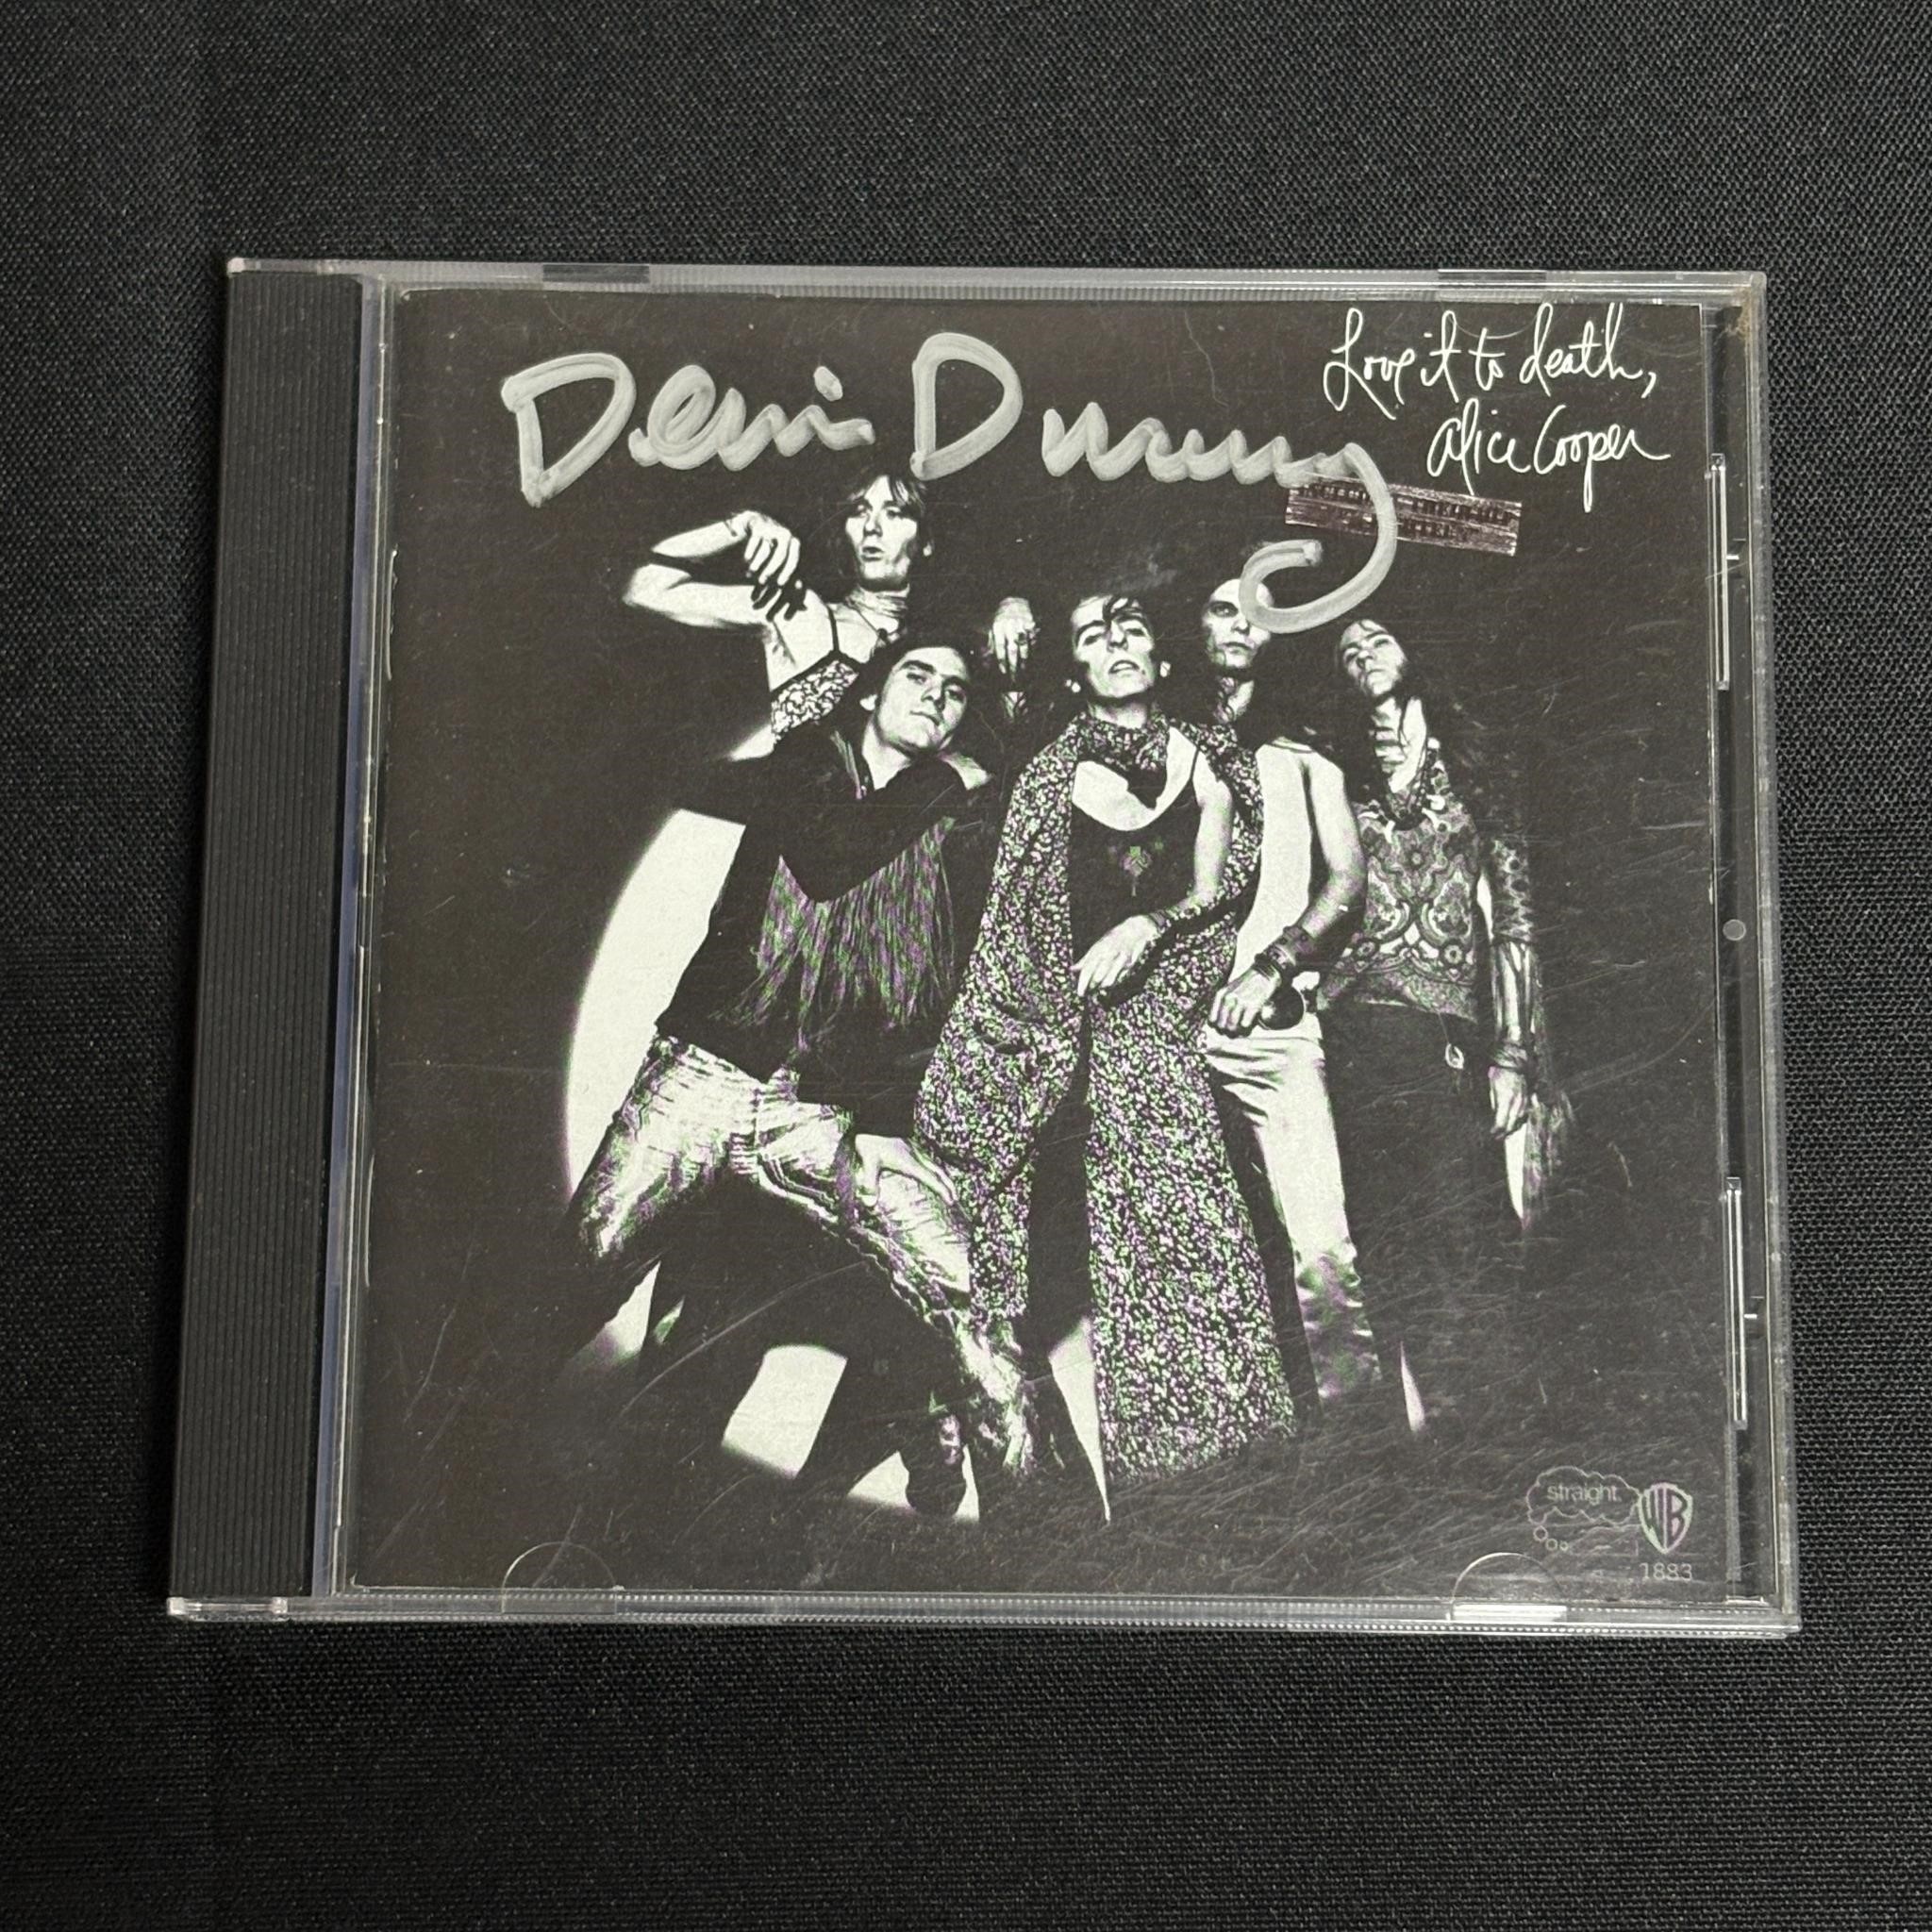 Love it to death,
Alice Cooper
Dennis Dunaway
straight
WB
1883